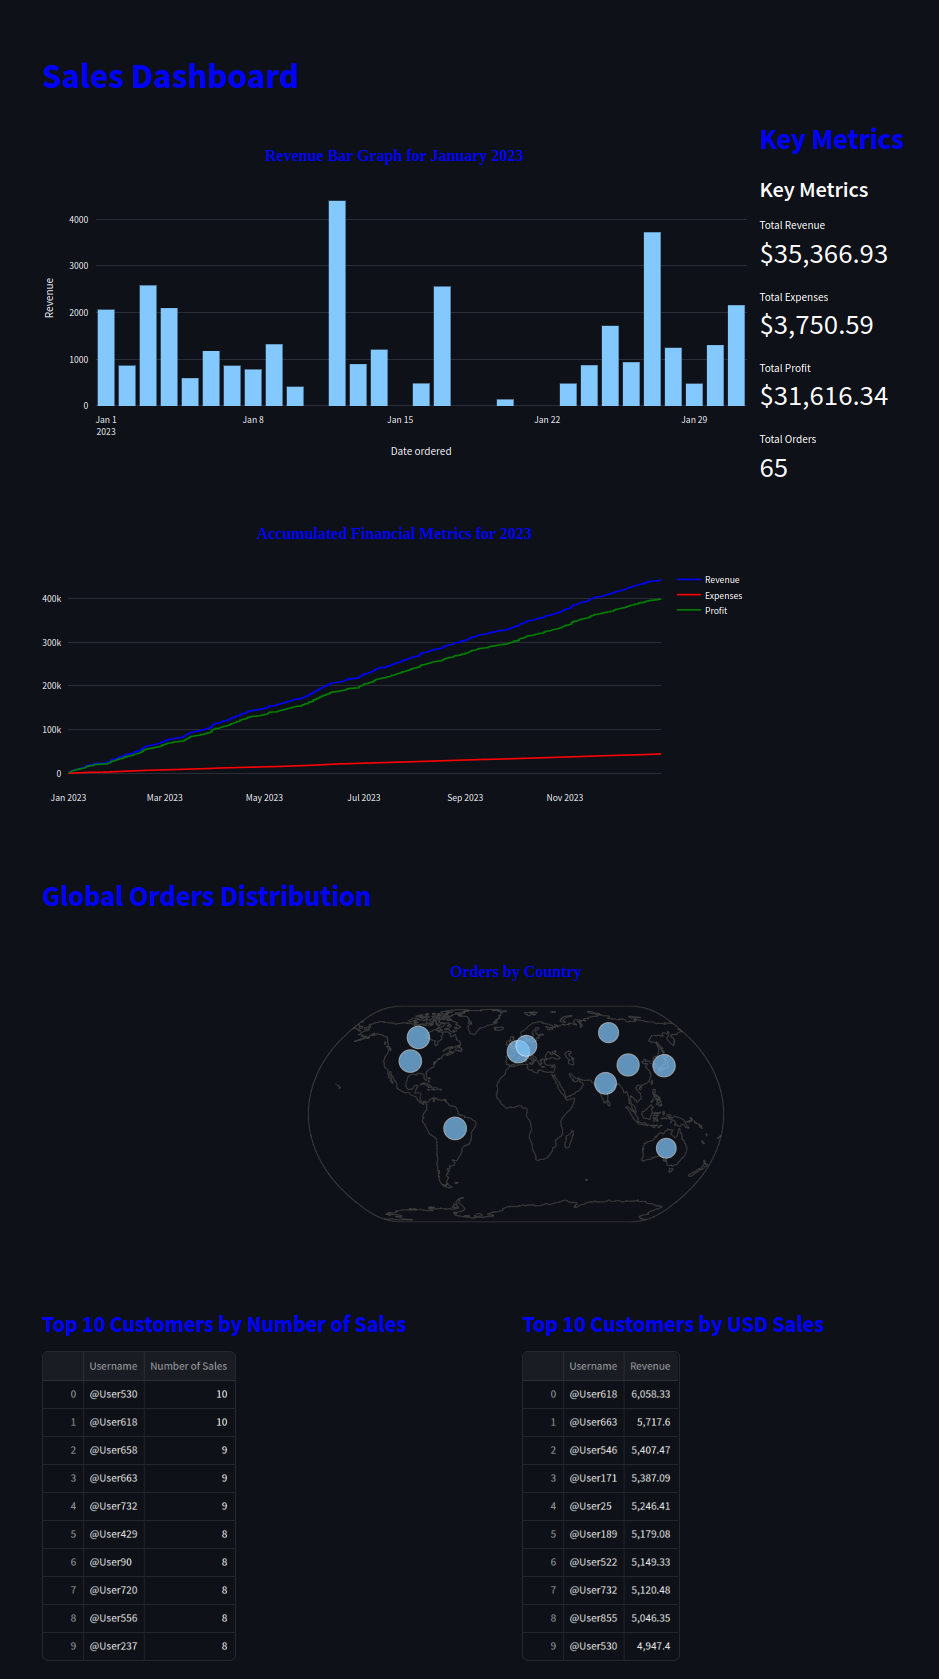 Sales Dashboard
Revenue Bar Graph for January 2023
4000
3000
2000
1000
0
Revenue
Jan 1
2023
Jan 8
Jan 15
Jan 22
Jan 29
Date ordered
Key Metrics
Key Metrics
Total Revenue
$35,366.93
Total Expenses
$3,750.59
Total Profit
$31,616.34
Total Orders
65
Accumulated Financial Metrics for 2023
400k
300k
200k
100k
0
Jan 2023
Mar 2023
May 2023
Jul 2023
Sep 2023
Nov 2023
Revenue
Expenses
Profit
Global Orders Distribution
Orders by Country
Top 10 Customers by Number of Sales
Username Number of Sales
0 @User530 10
1 @User618 10
2 @User658 9
3 @User663 9
4 @User732 9
5 @User429 8
6 @User90 8
7 @User720 8
8 @User556 8
9 @User237 8
Top 10 Customers by USD Sales
Username Revenue
0 @User618 6,058.33
1 @User663 5,717.6
2 @User546 5,407.47
3 @User171 5,387.09
4 @User25 5,246.41
5 @User189 5,179.08
6 @User522 5,149.33
7 @User732 5,120.48
8 @User855 5,046.35
9 @User530 4,947.4